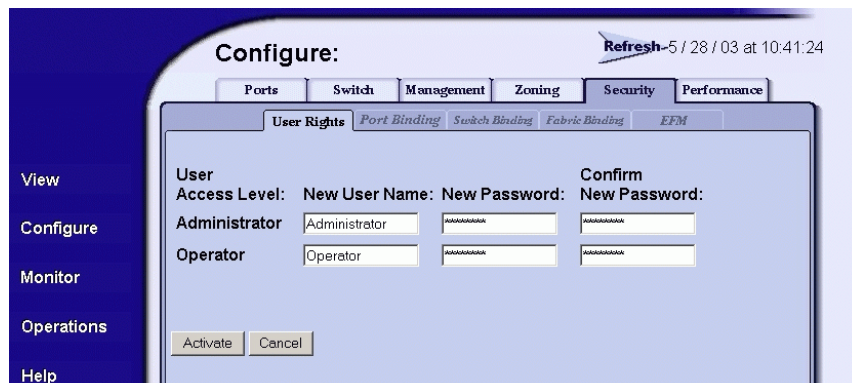 Configure:
Refresh-5 / 28 / 03 at 10:41:24
Ports Switch Management Zoning Security Performance
User Rights Port Binding Switch Binding Fabric Binding EFM
View
Configure
Monitor
Operations
Help
User
Access Level: New User Name: New Password: Confirm New Password:
Administrator Administrator ********* *********
Operator Operator ********* *********
Activate Cancel